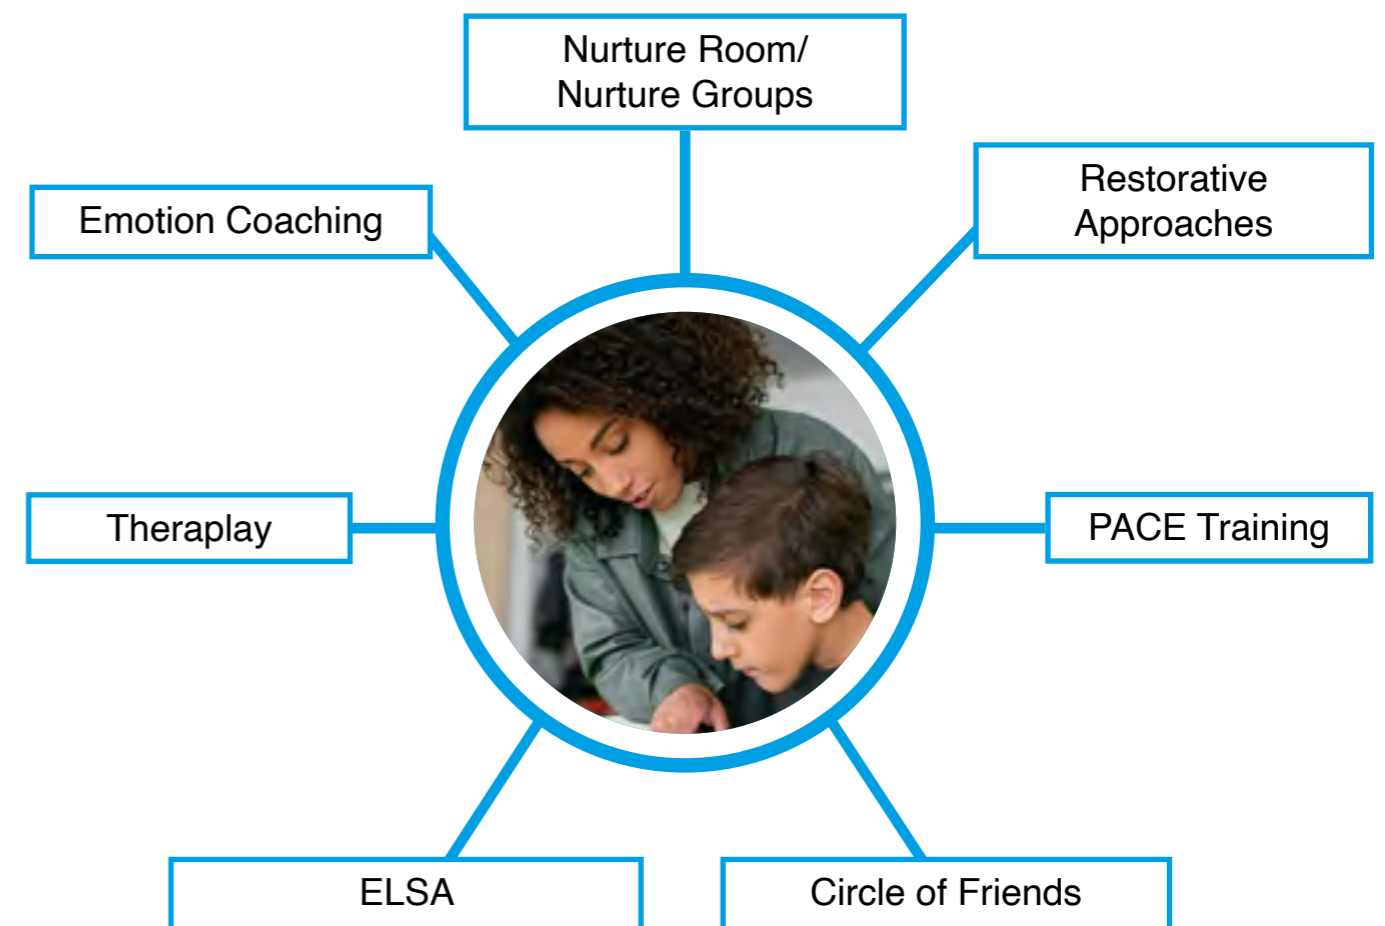 Nurture Room/
Nurture Groups
Restorative
Approaches
Emotion Coaching
Theraplay
PACE Training
ELSA
Circle of Friends